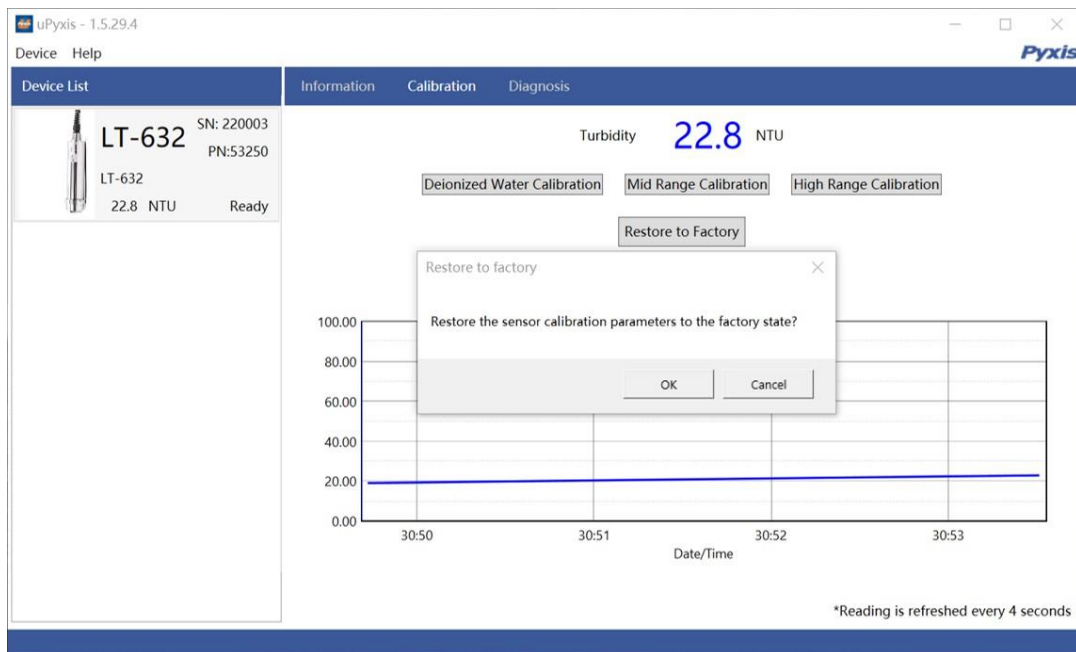 uPyxis - 1.5.29.4
Device Help
Pyxis
Device List
Information Calibration Diagnosis
LT-632
SN: 220003
PN:53250
LT-632
22.8 NTU Ready
Turbidity 22.8 NTU
Deionized Water Calibration Mid Range Calibration High Range Calibration
Restore to Factory
Restore to factory
Restore the sensor calibration parameters to the factory state?
OK Cancel
100.00
80.00
60.00
40.00
20.00
0.00
30:50 30:51 30:52 30:53
Date/Time
*Reading is refreshed every 4 seconds